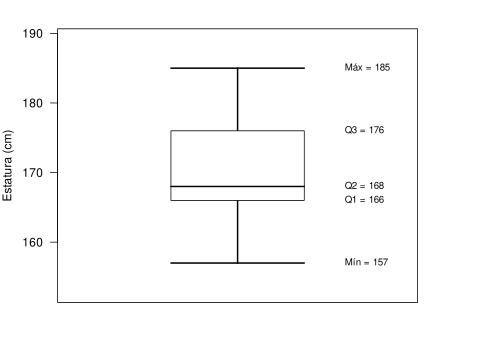 Estatura (cm)
190
180
170
160
Máx = 185
Q3 = 176
Q2 = 168
Q1 = 166
Mín = 157